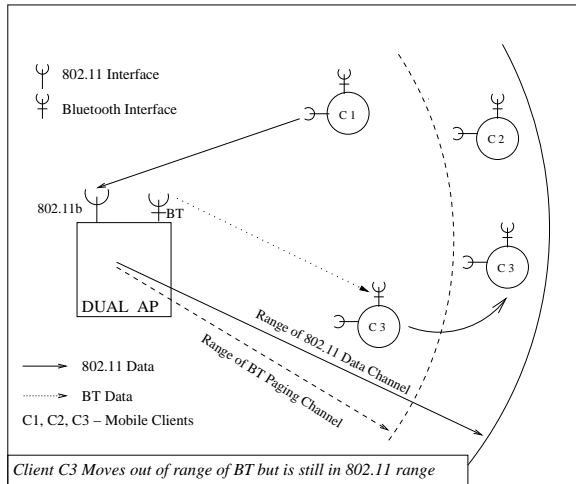 802.11 Interface
Bluetooth Interface
C 1
C 2
802.11b
BT
C 3
C 3
DUAL AP
Range of 802.11 Data Channel
Range of BT Paging Channel
802.11 Data
BT Data
C1, C2, C3 – Mobile Clients
Client C3 Moves out of range of BT but is still in 802.11 range